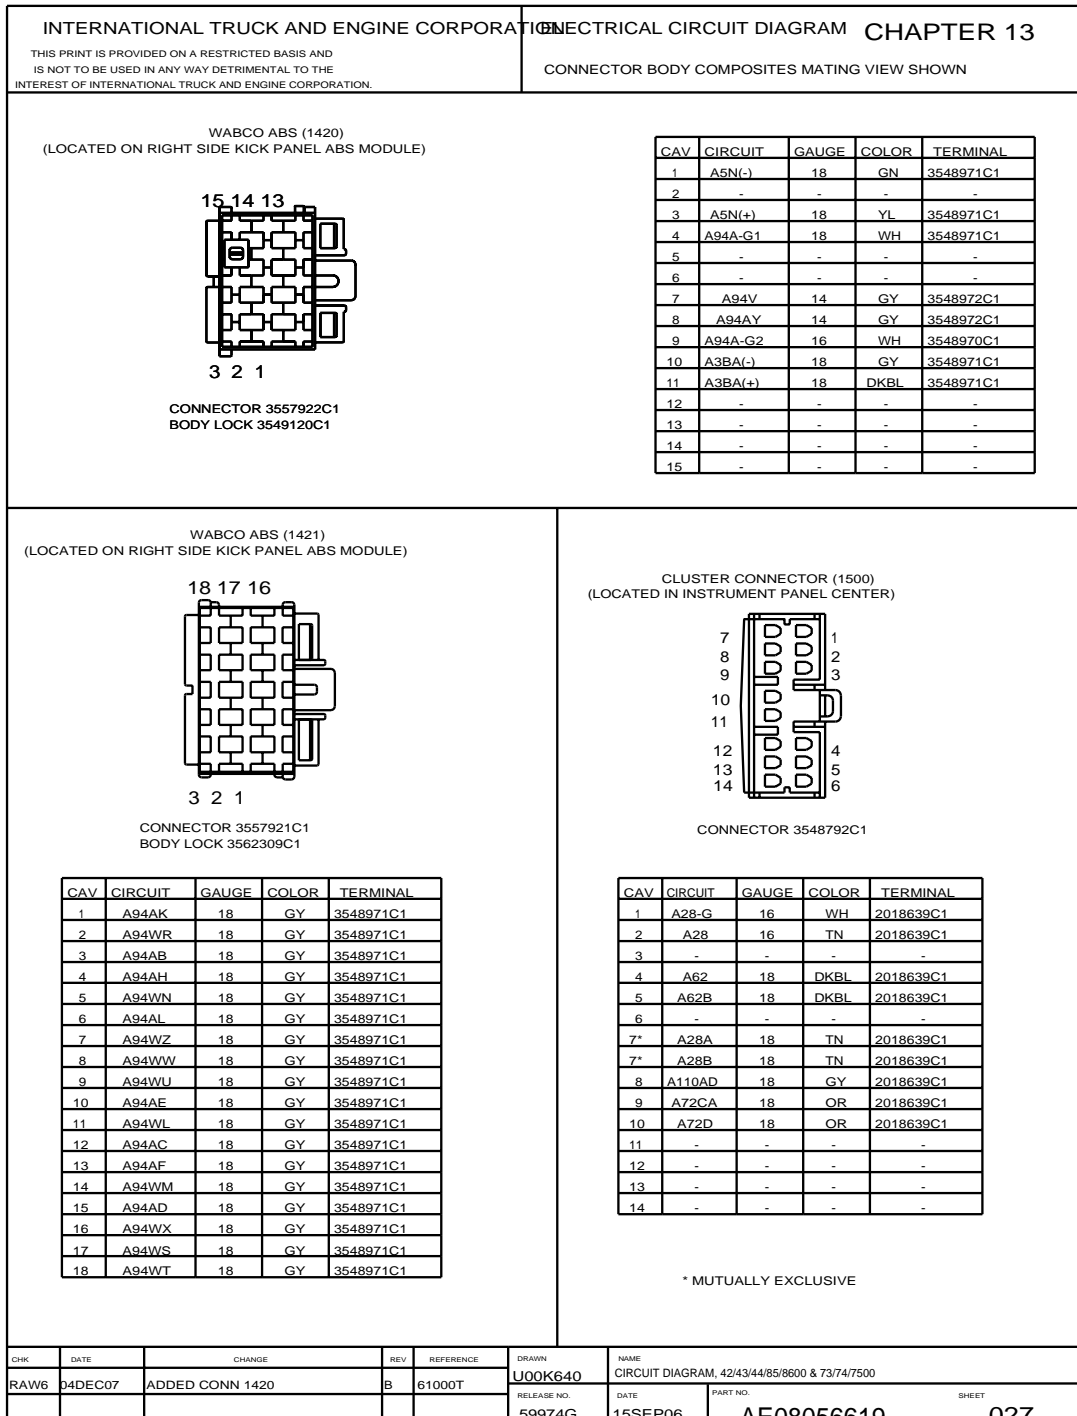 INTERNATIONAL TRUCK AND ENGINE CORPORATION
THIS PRINT IS PROVIDED ON A RESTRICTED BASIS AND
IS NOT TO BE USED IN ANY WAY DETRIMENTAL TO THE
INTEREST OF INTERNATIONAL TRUCK AND ENGINE CORPORATION.
ELECTRICAL CIRCUIT DIAGRAM CHAPTER 13
CONNECTOR BODY COMPOSITES MATING VIEW SHOWN
WABCO ABS (1420)
(LOCATED ON RIGHT SIDE KICK PANEL ABS MODULE)
15 14 13
3 2 1
CONNECTOR 3557922C1
BODY LOCK 3549120C1
CAV CIRCUIT GAUGE COLOR TERMINAL
1 A5N(-) 18 GN 3548971C1
2 - - - -
3 A5N(+) 18 YL 3548971C1
4 A94A-G1 18 WH 3548971C1
5 - - - -
6 - - - -
7 A94V 14 GY 3548972C1
8 A94AY 14 GY 3548972C1
9 A94A-G2 16 WH 3548970C1
10 A3BA(-) 18 GY 3548971C1
11 A3BA(+) 18 DKBL 3548971C1
12 - - - -
13 - - - -
14 - - - -
15 - - - -
WABCO ABS (1421)
(LOCATED ON RIGHT SIDE KICK PANEL ABS MODULE)
18 17 16
3 2 1
CONNECTOR 3557921C1
BODY LOCK 3562309C1
CAV CIRCUIT GAUGE COLOR TERMINAL
1 A94AK 18 GY 3548971C1
2 A94WR 18 GY 3548971C1
3 A94AB 18 GY 3548971C1
4 A94AH 18 GY 3548971C1
5 A94WN 18 GY 3548971C1
6 A94AL 18 GY 3548971C1
7 A94WZ 18 GY 3548971C1
8 A94WW 18 GY 3548971C1
9 A94WU 18 GY 3548971C1
10 A94AE 18 GY 3548971C1
11 A94WL 18 GY 3548971C1
12 A94AC 18 GY 3548971C1
13 A94AF 18 GY 3548971C1
14 A94WM 18 GY 3548971C1
15 A94AD 18 GY 3548971C1
16 A94WX 18 GY 3548971C1
17 A94WS 18 GY 3548971C1
18 A94WT 18 GY 3548971C1
CLUSTER CONNECTOR (1500)
(LOCATED IN INSTRUMENT PANEL CENTER)
7 1
8 2
9 3
10
11
12 4
13 5
14 6
CONNECTOR 3548792C1
CAV CIRCUIT GAUGE COLOR TERMINAL
1 A28-G 16 WH 2018639C1
2 A28 16 TN 2018639C1
3 - - - -
4 A62 18 DKBL 2018639C1
5 A62B 18 DKBL 2018639C1
6 - - - -
7* A28A 18 TN 2018639C1
7* A28B 18 TN 2018639C1
8 A110AD 18 GY 2018639C1
9 A72CA 18 OR 2018639C1
10 A72D 18 OR 2018639C1
11 - - - -
12 - - - -
13 - - - -
14 - - - -
* MUTUALLY EXCLUSIVE
CHK DATE CHANGE REV REFERENCE
RAW6 04DEC07 ADDED CONN 1420 B 61000T
DRAWN
U00K640
NAME
CIRCUIT DIAGRAM, 42/43/44/85/8600 & 73/74/7500
RELEASE NO. DATE PART NO. SHEET
59974G 15SEP06 AE08056619 027